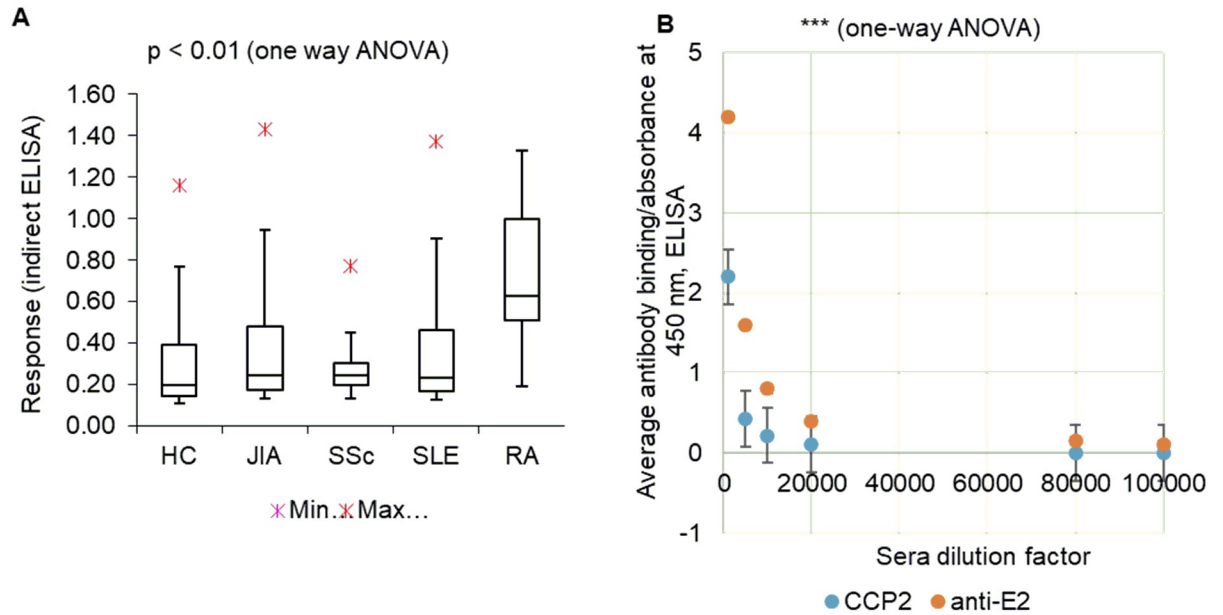 A
p < 0.01 (one way ANOVA)
Response (indirect ELISA)
1.60
1.40
1.20
1.00
0.80
0.60
0.40
0.20
0.00
HC JIA SSc SLE RA
Min... Max...
B
*** (one-way ANOVA)
Average antibody binding/absorbance at
450 nm, ELISA
5
4
3
2
1
0
-1
0 20000 40000 60000 80000 100000
Sera dilution factor
CCP2 anti-E2